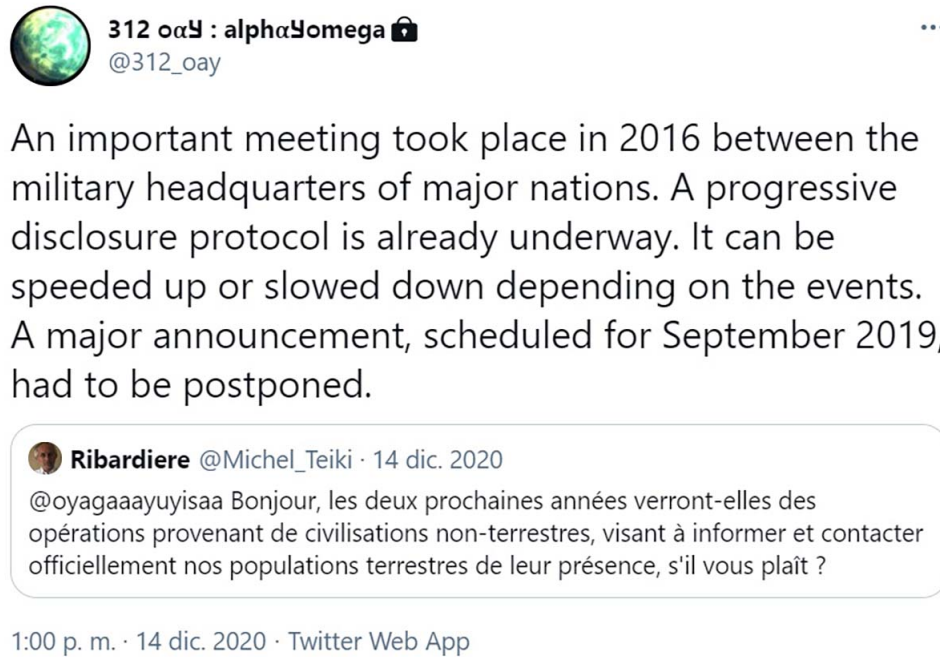 312 oαy : alphαyomega
@312_oay
An important meeting took place in 2016 between the
military headquarters of major nations. A progressive
disclosure protocol is already underway. It can be
speeded up or slowed down depending on the events.
A major announcement, scheduled for September 2019,
had to be postponed.
Ribardiere @Michel_Teiki · 14 dic. 2020
@oyagaaayuyisaa Bonjour, les deux prochaines années verront-elles des
opérations provenant de civilisations non-terrestres, visant à informer et contacter
officiellement nos populations terrestres de leur présence, s'il vous plaît ?
1:00 p. m. · 14 dic. 2020 · Twitter Web App